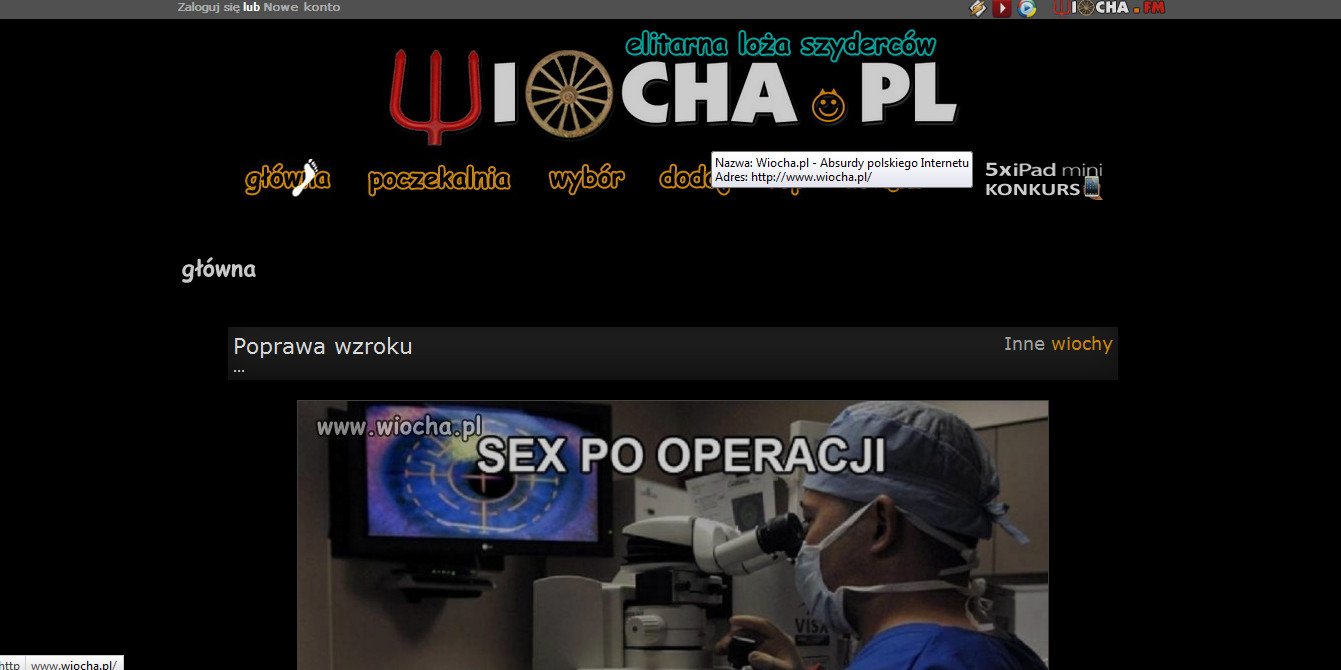 Zaloguj się lub Nowe konto
WIOCHA.FM
elitarna loża szyderców
WIOCHA.PL
główna
poczekalnia
wybór
Nazwa: Wiocha.pl - Absurdy polskiego Internetu
Adres: http://www.wiocha.pl/
5xiPad mini
KONKURS
główna
Poprawa wzroku
Inne wiochy
...
www.wiocha.pl
SEX PO OPERACJI
VISA
http www.wiocha.pl/